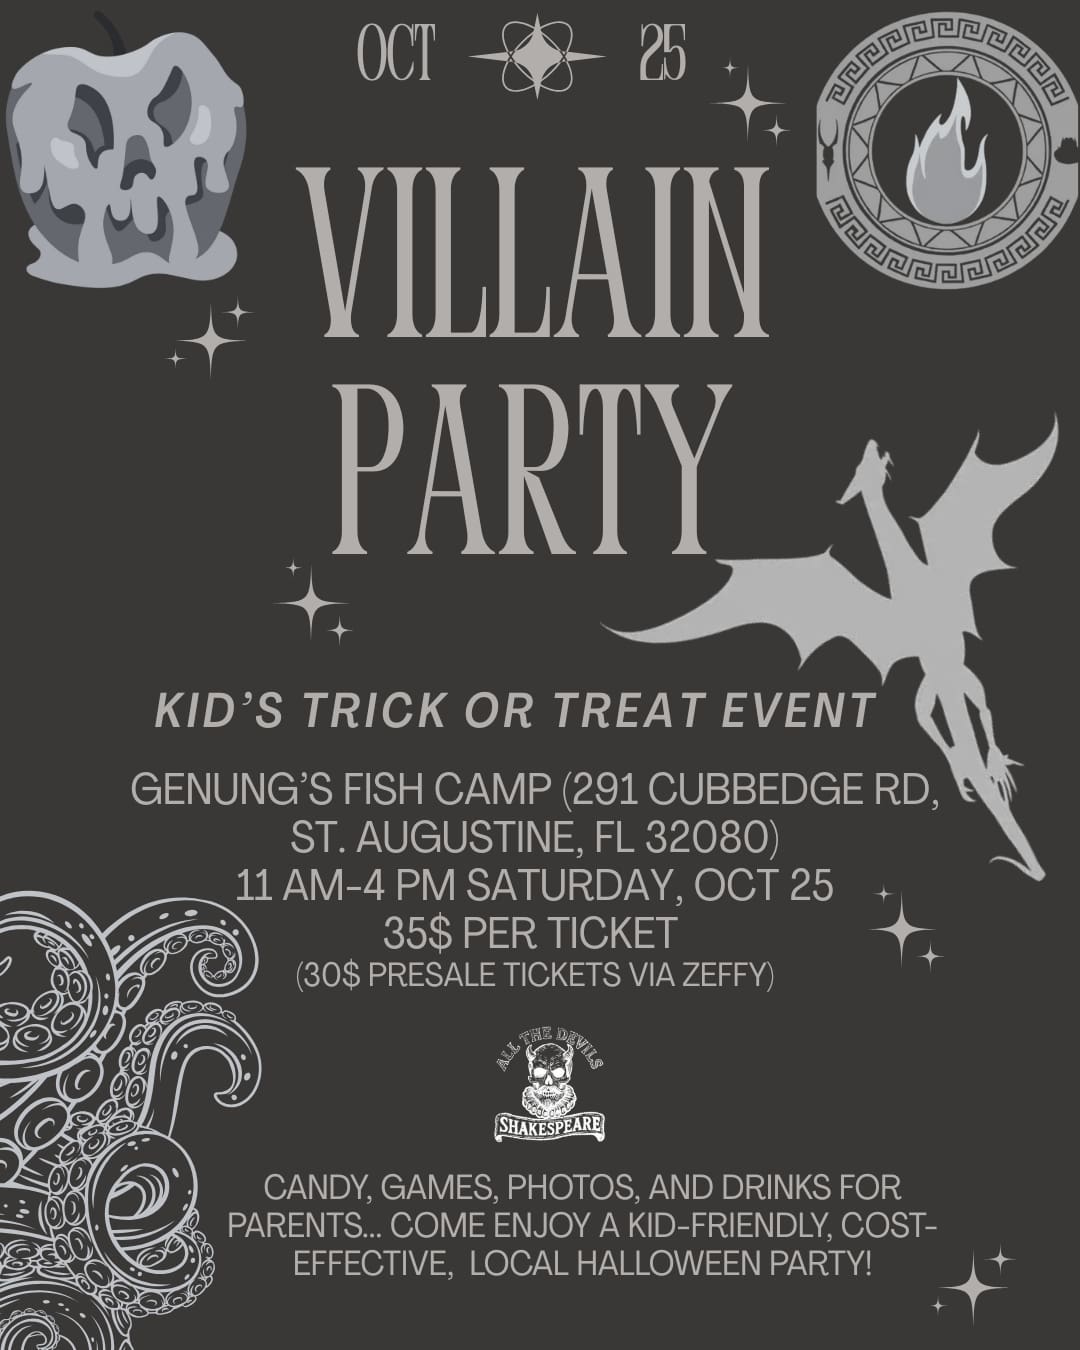 OCT 25
VILLAIN
PARTY
KID’S TRICK OR TREAT EVENT
GENUNG’S FISH CAMP (291 CUBBEDGE RD,
ST. AUGUSTINE, FL 32080)
11 AM-4 PM SATURDAY, OCT 25
35$ PER TICKET
(30$ PRESALE TICKETS VIA ZEFFY)
ALL THE DEVILS
SHAKESPEARE
CANDY, GAMES, PHOTOS, AND DRINKS FOR
PARENTS... COME ENJOY A KID-FRIENDLY, COST-
EFFECTIVE, LOCAL HALLOWEEN PARTY!